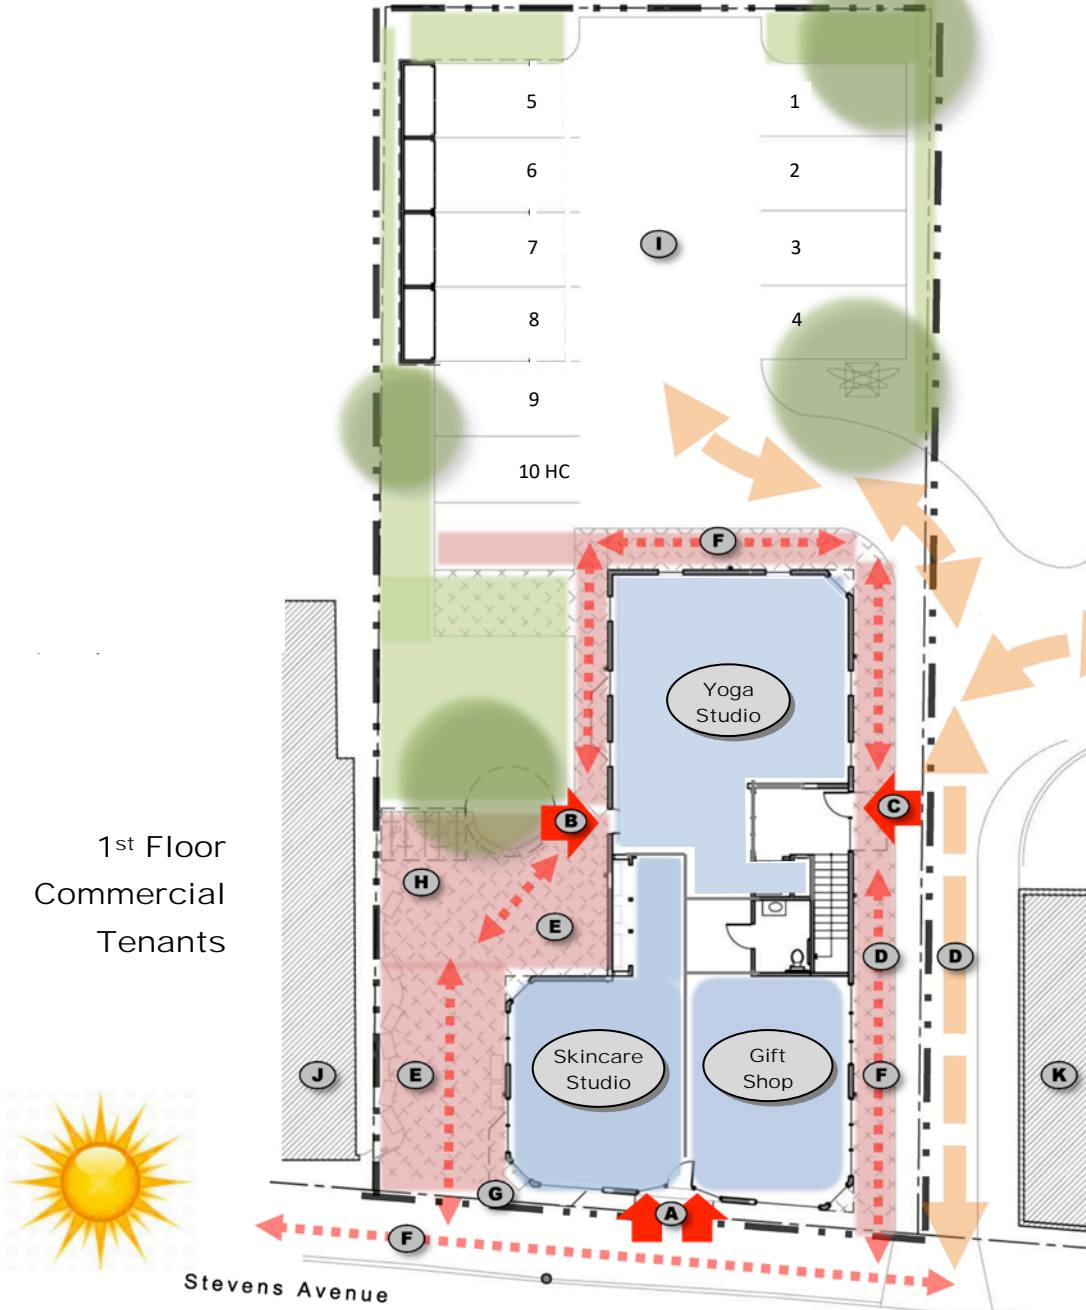 5
1
6
2
I
7
3
8
4
9
10 HC
F
Yoga
Studio
C
B
1st Floor
Commercial
Tenants
H
E
D
D
Skincare
Studio
Gift
Shop
J
E
F
K
G
A
F
Stevens Avenue